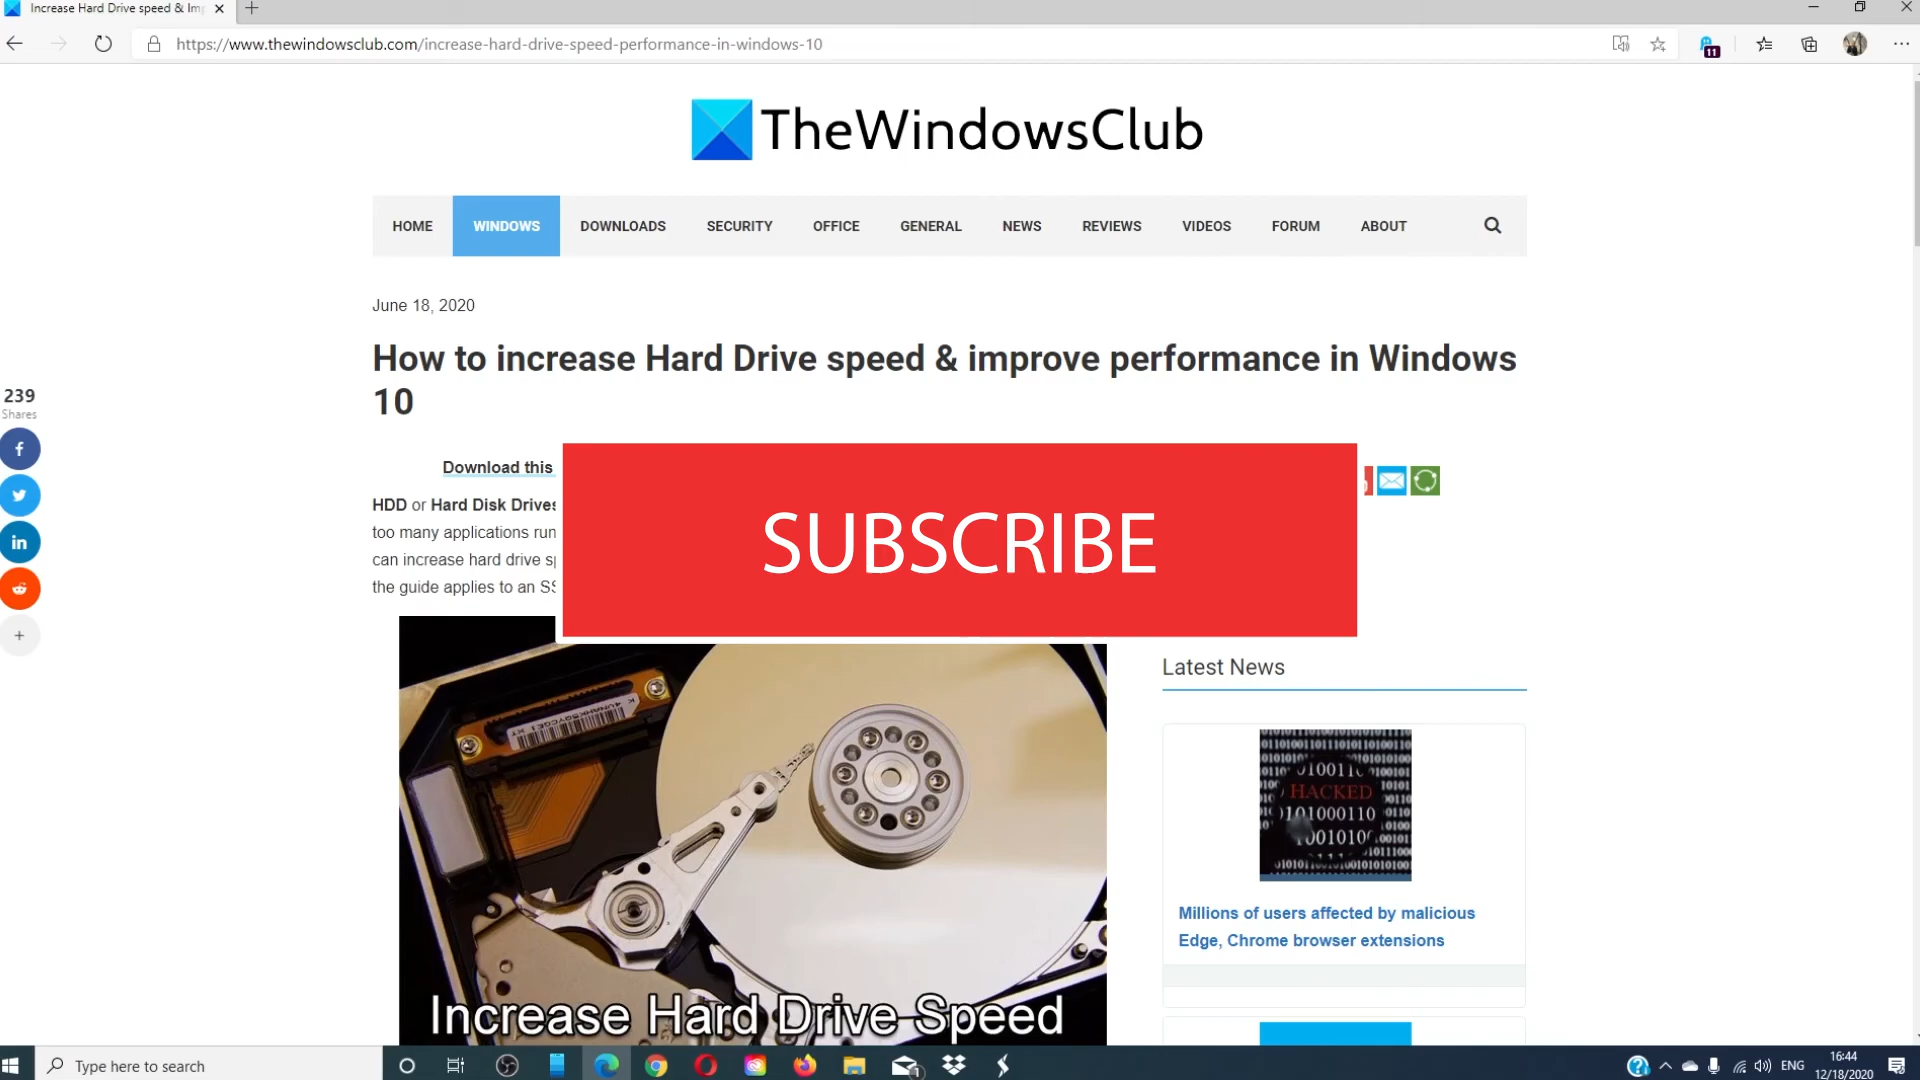 Increase Hard Drive speed & Im
https://www.thewindowsclub.com/increase-hard-drive-speed-performance-in-windows-10
11
TheWindowsClub
HOME WINDOWS DOWNLOADS SECURITY OFFICE GENERAL NEWS REVIEWS VIDEOS FORUM ABOUT
June 18, 2020
How to increase Hard Drive speed & improve performance in Windows
10
239
Shares
Download this
HDD or Hard Disk Drives
too many applications run
can increase hard drive
the guide applies to an
SUBSCRIBE
Latest News
HACKED
Millions of users affected by malicious
Edge, Chrome browser extensions
Increase Hard Drive Speed
Type here to search
1
ENG
16:44
12/18/2020